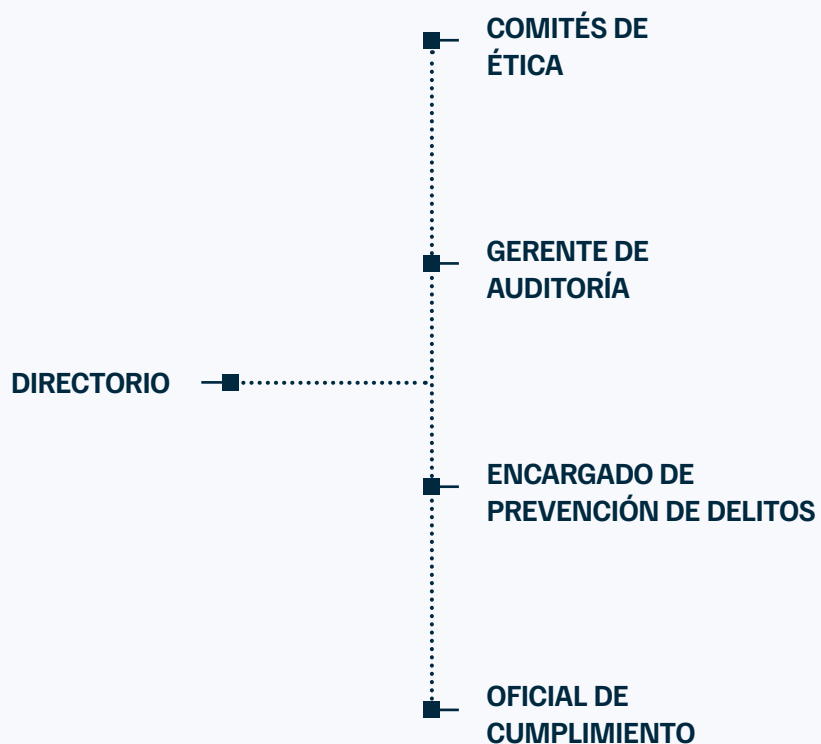 COMITÉS DE
ÉTICA
GERENTE DE
AUDITORÍA
DIRECTORIO
ENCARGADO DE
PREVENCIÓN DE DELITOS
OFICIAL DE
CUMPLIMIENTO